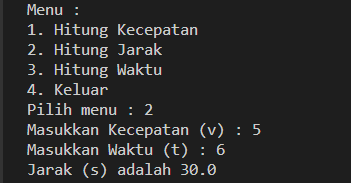 Menu :
1. Hitung Kecepatan
2. Hitung Jarak
3. Hitung Waktu
4. Keluar
Pilih menu : 2
Masukkan Kecepatan (v) : 5
Masukkan Waktu (t) : 6
Jarak (s) adalah 30.0